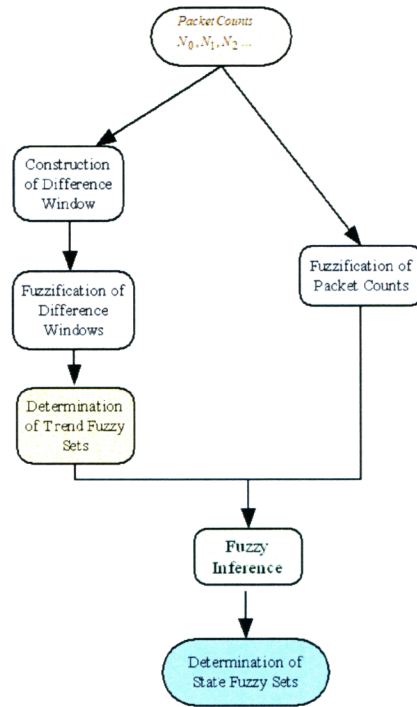 Packet Counts
N0, N1, N2 ...
Construction
of Difference
Window
Fuzzification of
Packet Counts
Fuzzification of
Difference
Windows
Determination
of Trend Fuzzy
Sets
Fuzzy
Inference
Determination of
State Fuzzy Sets